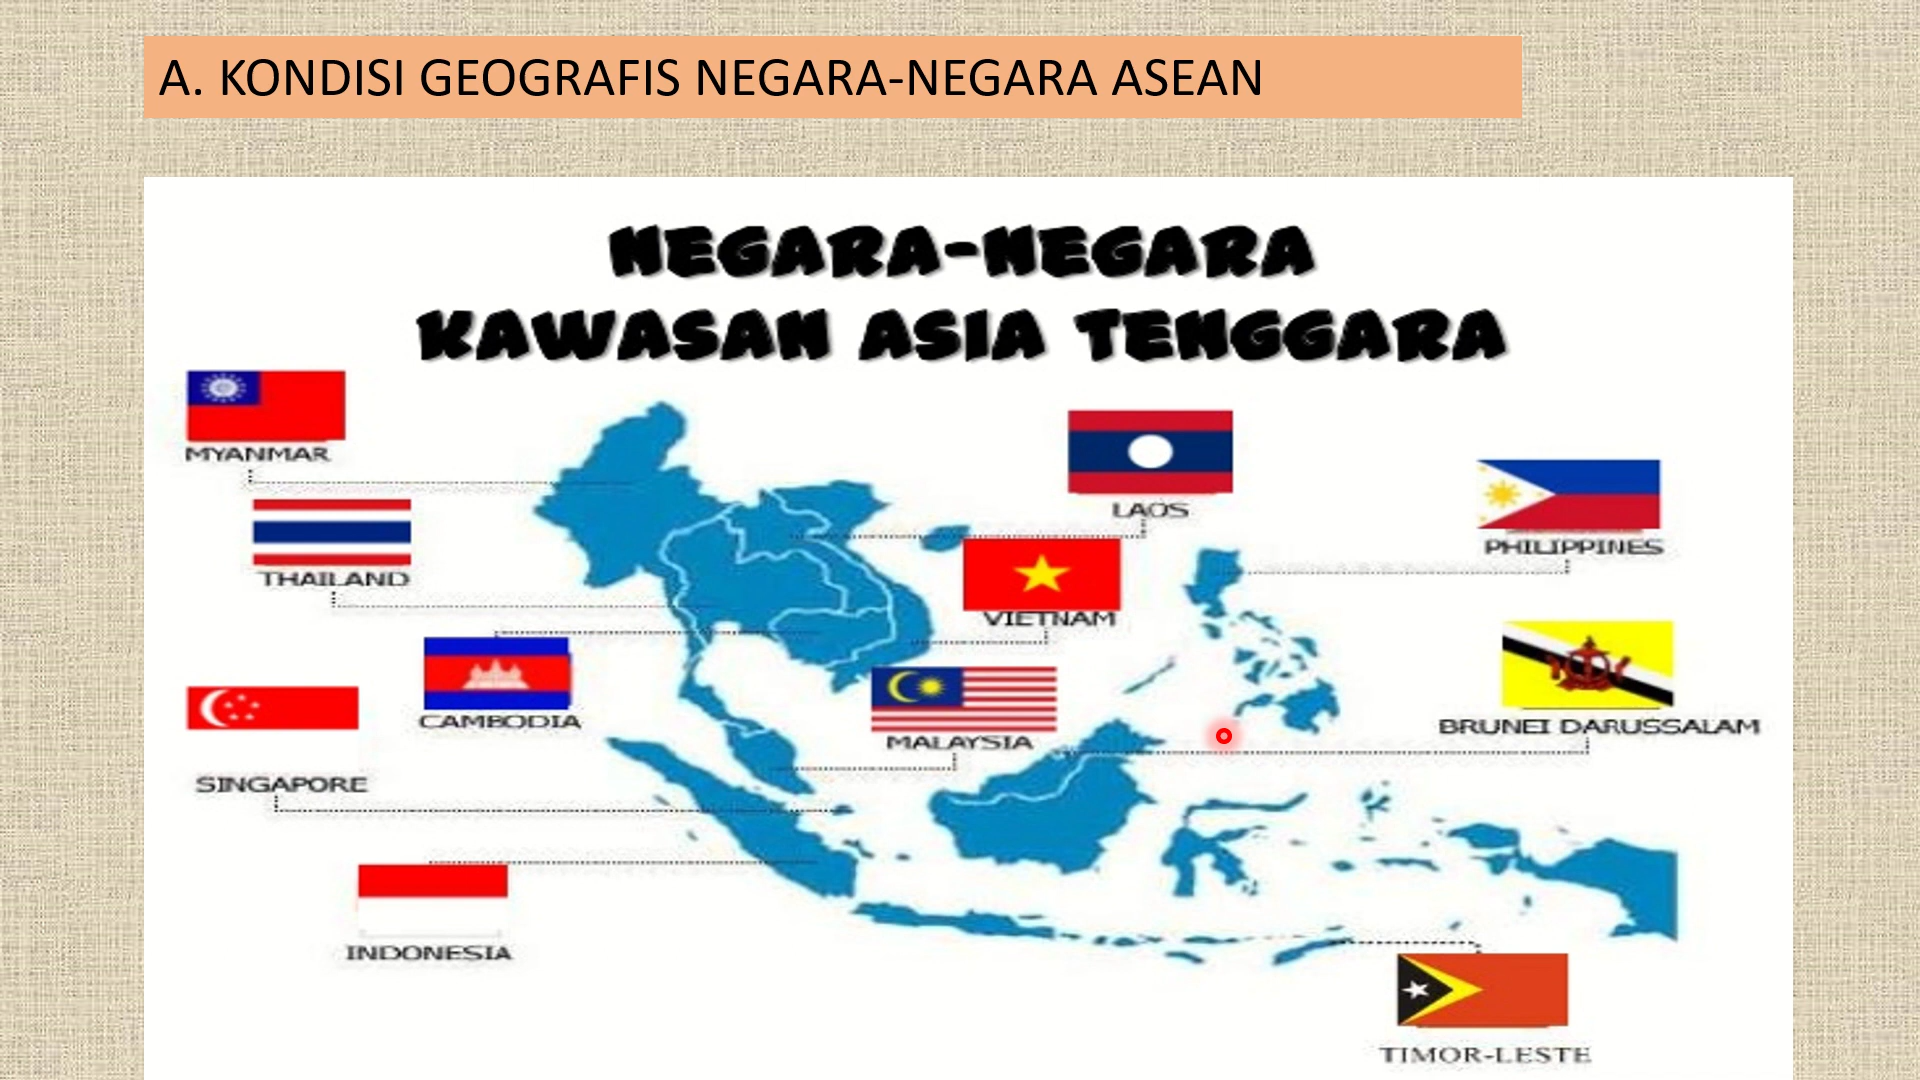 A. KONDISI GEOGRAFIS NEGARA-NEGARA ASEAN
NEGARA-NEGARA
KAWASAN ASIA TENGGARA
MYANMAR
LAOS
PHILIPPINES
THAILAND
VIETNAM
CAMBODIA
MALAYSIA
BRUNEI DARUSSALAM
SINGAPORE
INDONESIA
TIMOR-LESTE